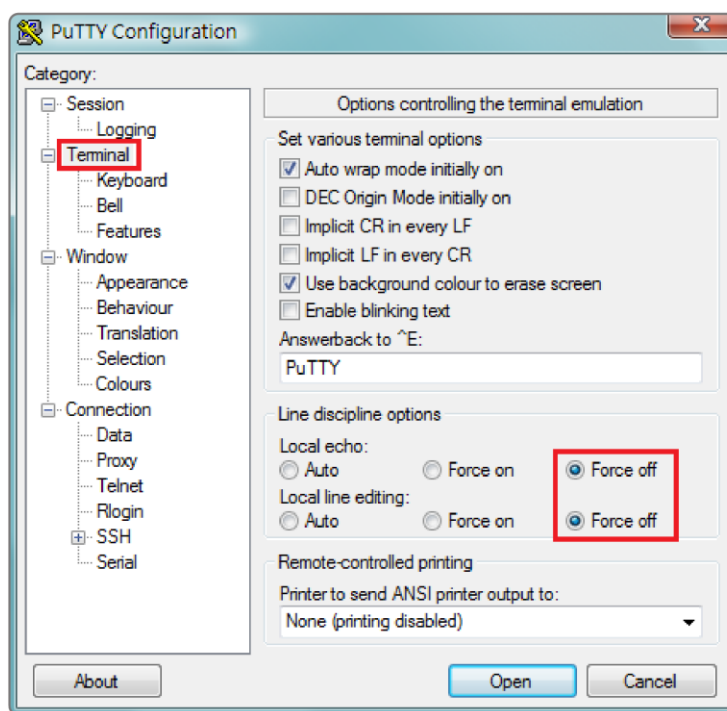 PuTTY Configuration
Category:
Session
Logging
Terminal
Keyboard
Bell
Features
Window
Appearance
Behaviour
Translation
Selection
Colours
Connection
Data
Proxy
Telnet
Rlogin
SSH
Serial
Options controlling the terminal emulation
Set various terminal options
Auto wrap mode initially on
DEC Origin Mode initially on
Implicit CR in every LF
Implicit LF in every CR
Use background colour to erase screen
Enable blinking text
Answerback to ^E:
PuTTY
Line discipline options
Local echo:
Auto Force on Force off
Local line editing:
Auto Force on Force off
Remote-controlled printing
Printer to send ANSI printer output to:
None (printing disabled)
About Open Cancel